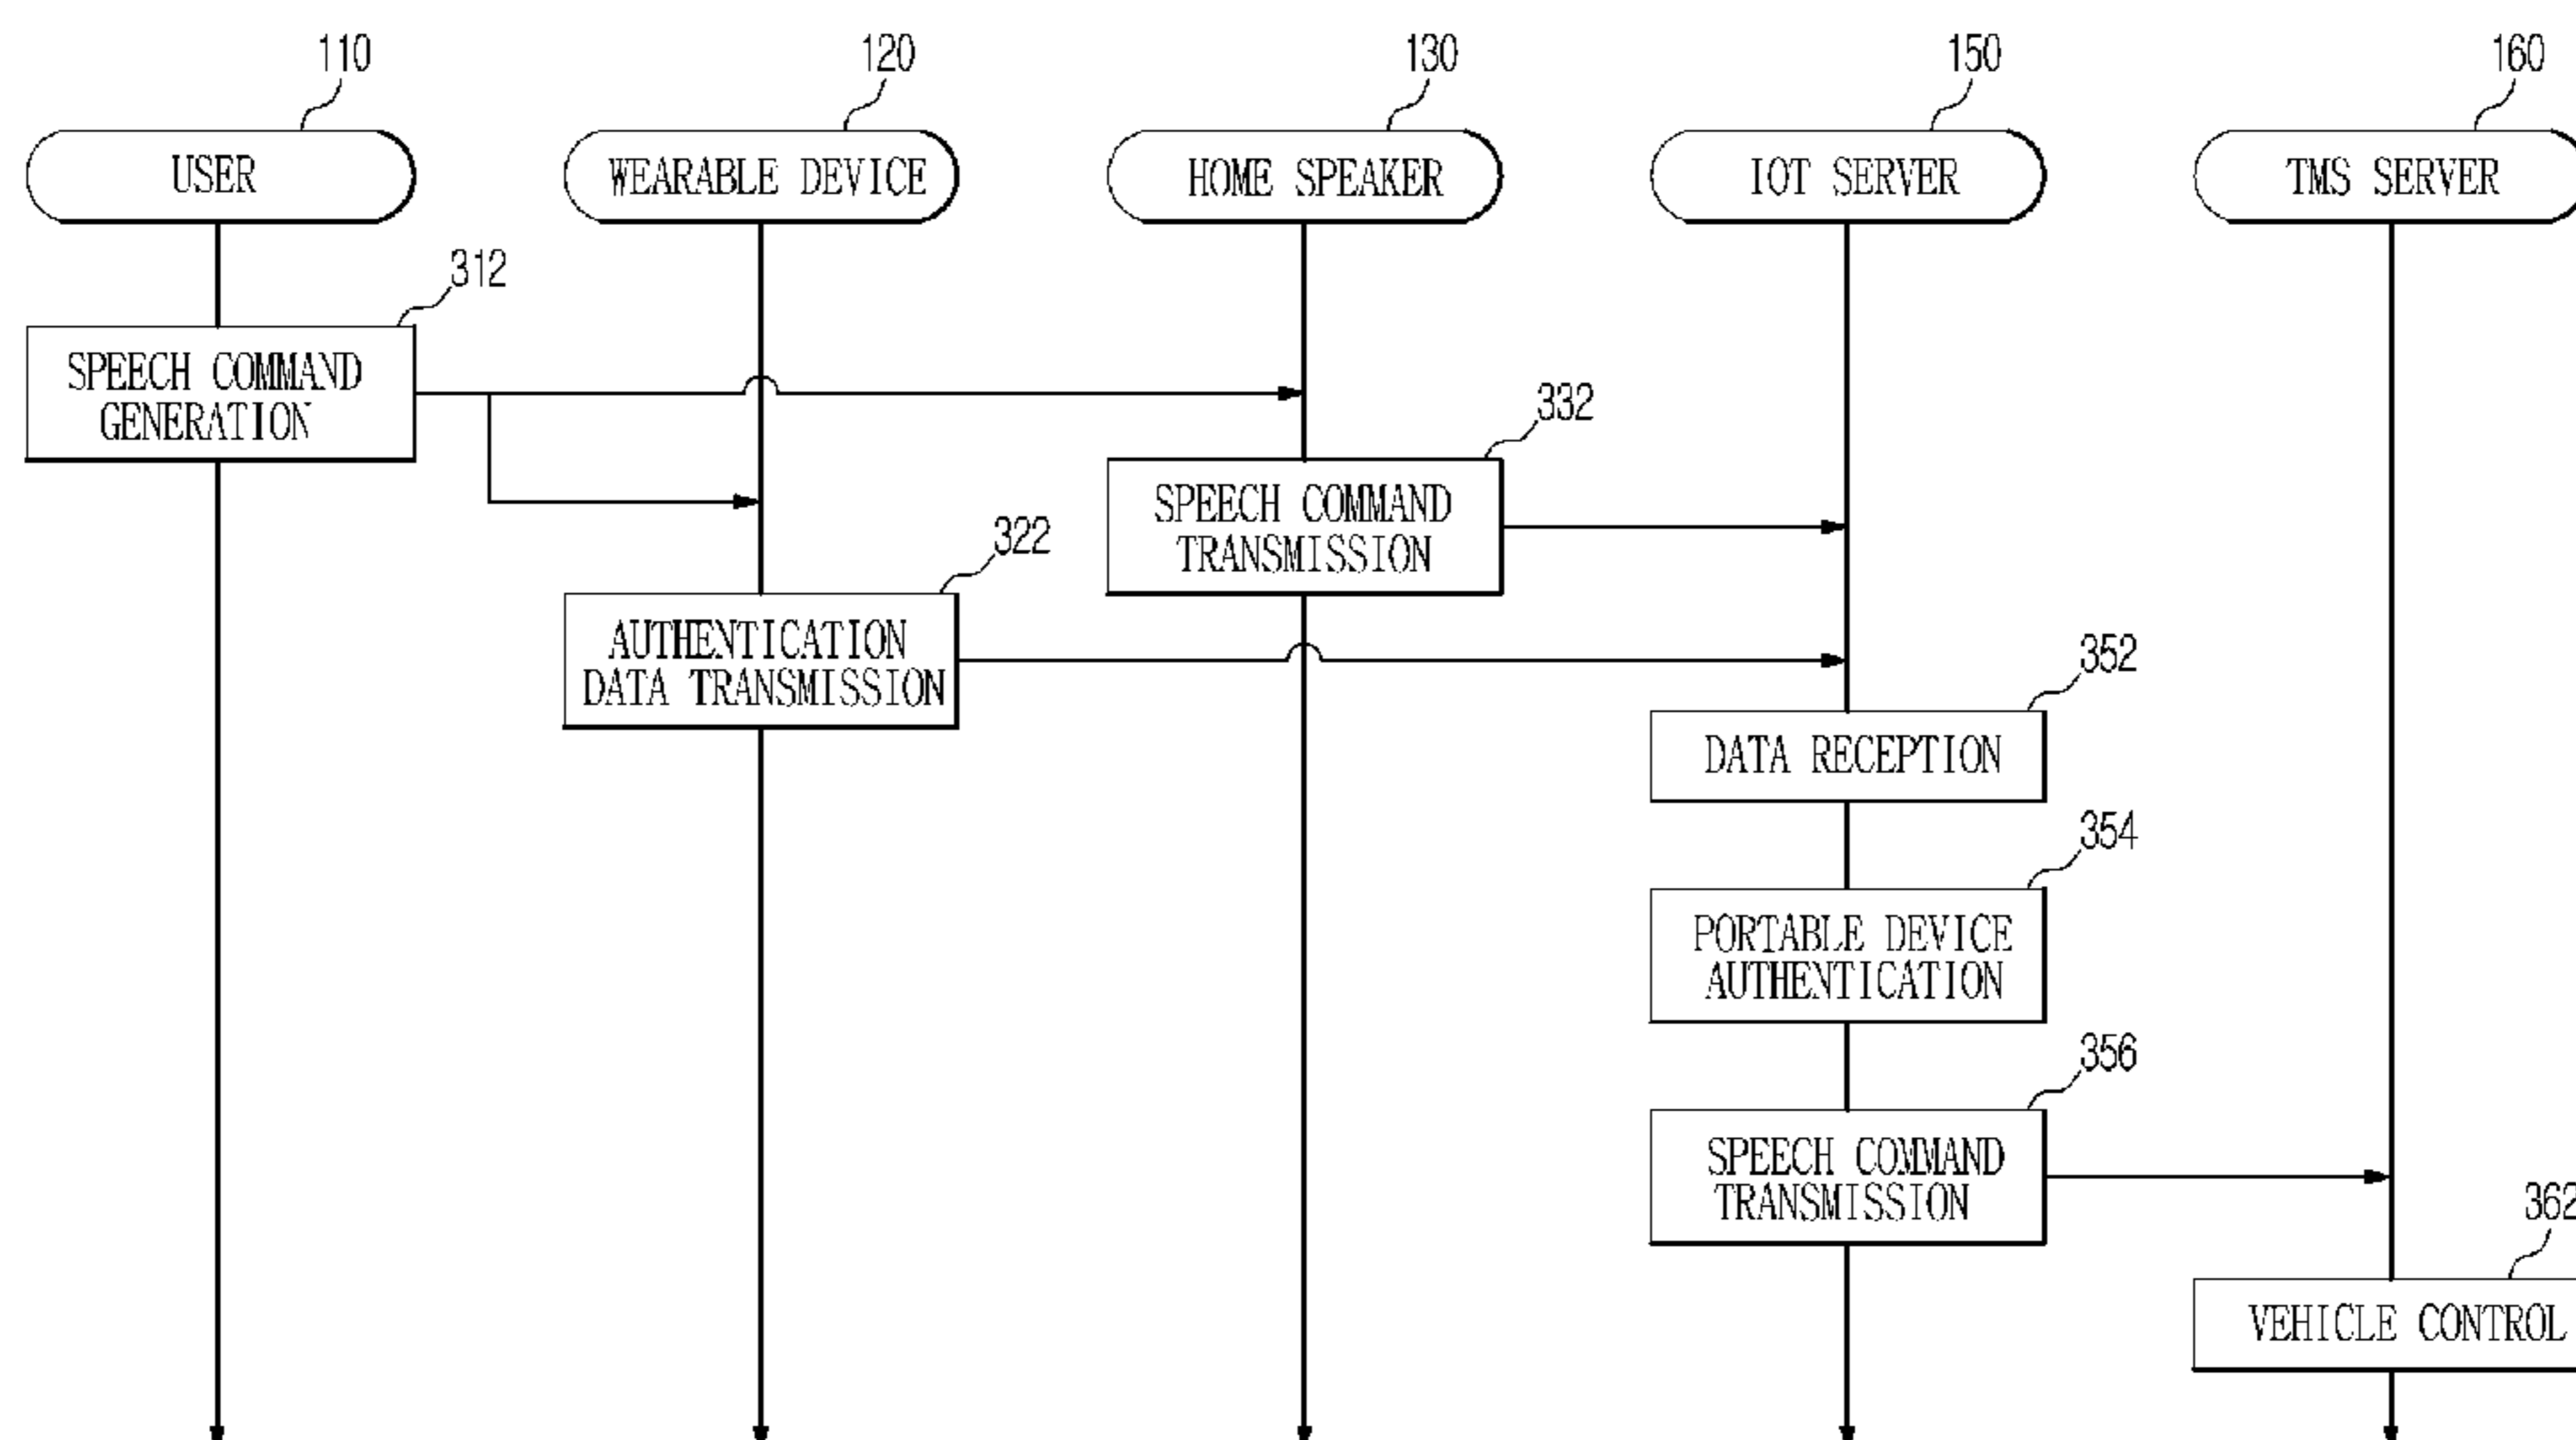 110
120
130
150
160
USER
WEARABLE DEVICE
HOME SPEAKER
IOT SERVER
TMS SERVER
312
SPEECH COMMAND
GENERATION
332
SPEECH COMMAND
TRANSMISSION
322
AUTHENTICATION
DATA TRANSMISSION
352
DATA RECEPTION
354
PORTABLE DEVICE
AUTHENTICATION
356
SPEECH COMMAND
TRANSMISSION
362
VEHICLE CONTROL